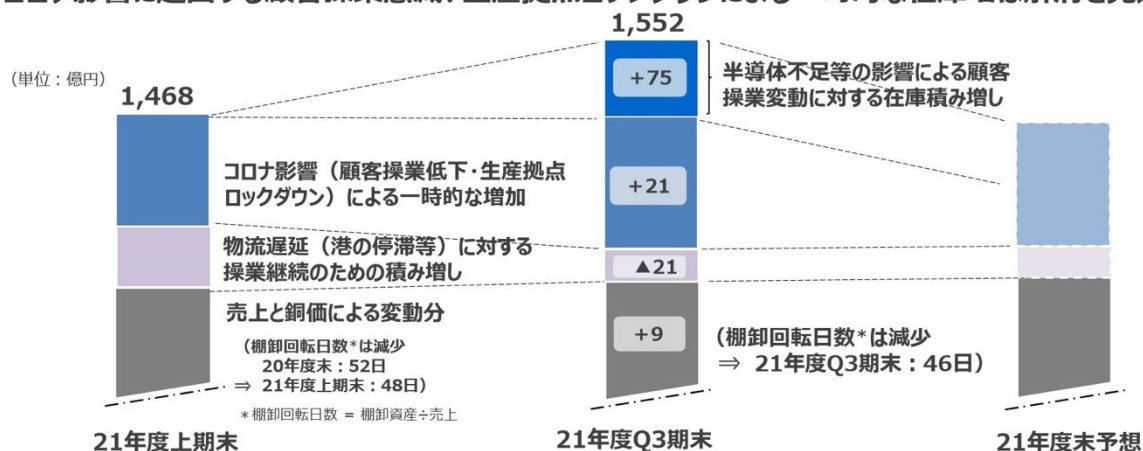 1,552
(単位:億円)
1,468
+75
半導体不足等の影響による顧客
操業変動に対する在庫積み増し
コロナ影響(顧客操業低下・生産拠点
ロックダウン)による一時的な増加
+21
物流遅延(港の停滞等)に対する
操業継続のための積み増し
▲21
売上と銅価による変動分
(棚卸回転日数*は減少
20年度末:52日
⇒ 21年度上期末:48日)
*棚卸回転日数 = 棚卸資産÷売上
+9
(棚卸回転日数*は減少
⇒ 21年度Q3期末:46日)
21年度上期末
21年度Q3期末
21年度末予想